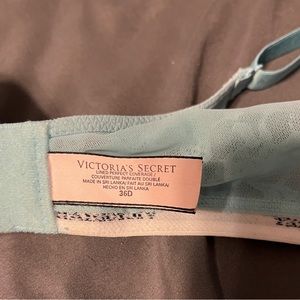 VICTORIA'S SECRET
LINED PERFECT COVERAGE /
COUVERTURE PARFAITE DOUBLÉ
MADE IN SRI LANKA/ FAIT AU SRI LANKA/
HECHO EN SRI LANKA
36D